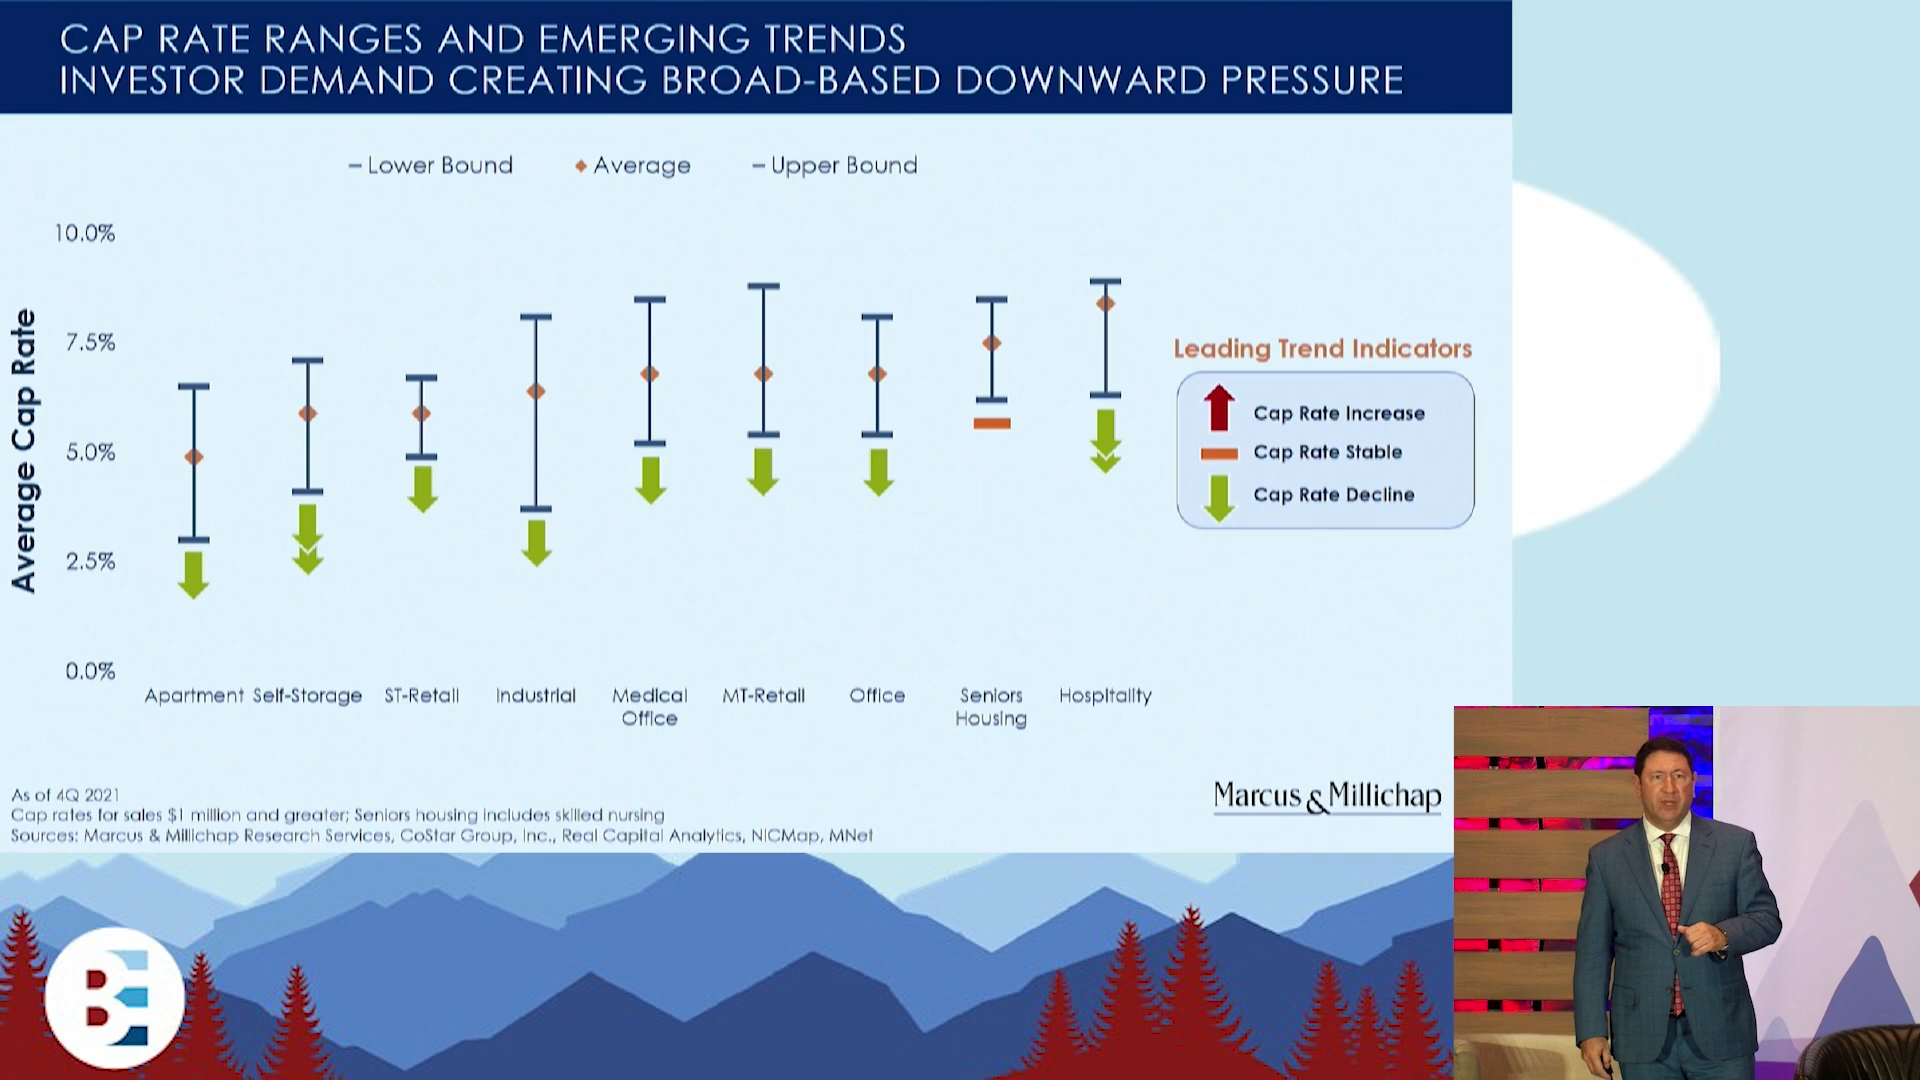 CAP RATE RANGES AND EMERGING TRENDS
INVESTOR DEMAND CREATING BROAD-BASED DOWNWARD PRESSURE
Lower Bound
Average
Upper Bound
Average Cap Rate
10.0%
7.5%
5.0%
2.5%
0.0%
Apartment
Self-Storage
ST-Retail
Industrial
Medical
Office
MT-Retail
Office
Seniors
Housing
Hospitality
Leading Trend Indicators
Cap Rate Increase
Cap Rate Stable
Cap Rate Decline
As of 4Q 2021
Cap rates for sales $1 million and greater; Seniors housing includes skilled nursing
Sources: Marcus & Millichap Research Services, CoStar Group, Inc., Real Capital Analytics, NICMap, MNet
Marcus & Millichap
BE